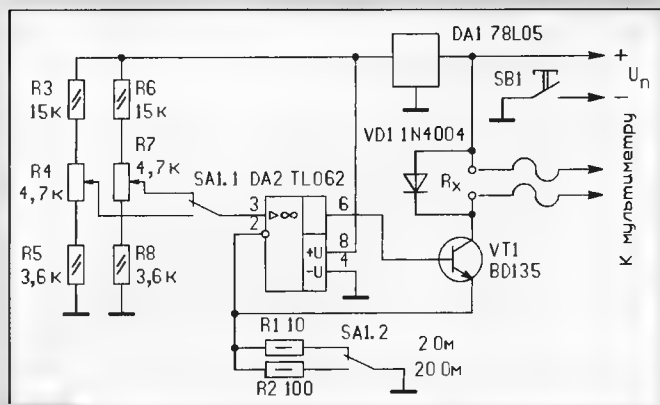 DA1 78L05
R3
15к
R6
15к
SB1
+
Uп
−
VD1 1N4004
R4
4,7к
R7
4,7к
Rх
SA1.1 DA2 TL062
3
2
▷∞
6
+U
-U
8
4
R5
3,6к
R8
3,6к
VT1
BD135
К мультиметру
R1 10
SA1.2
2 Ом
R2 100
20 Ом